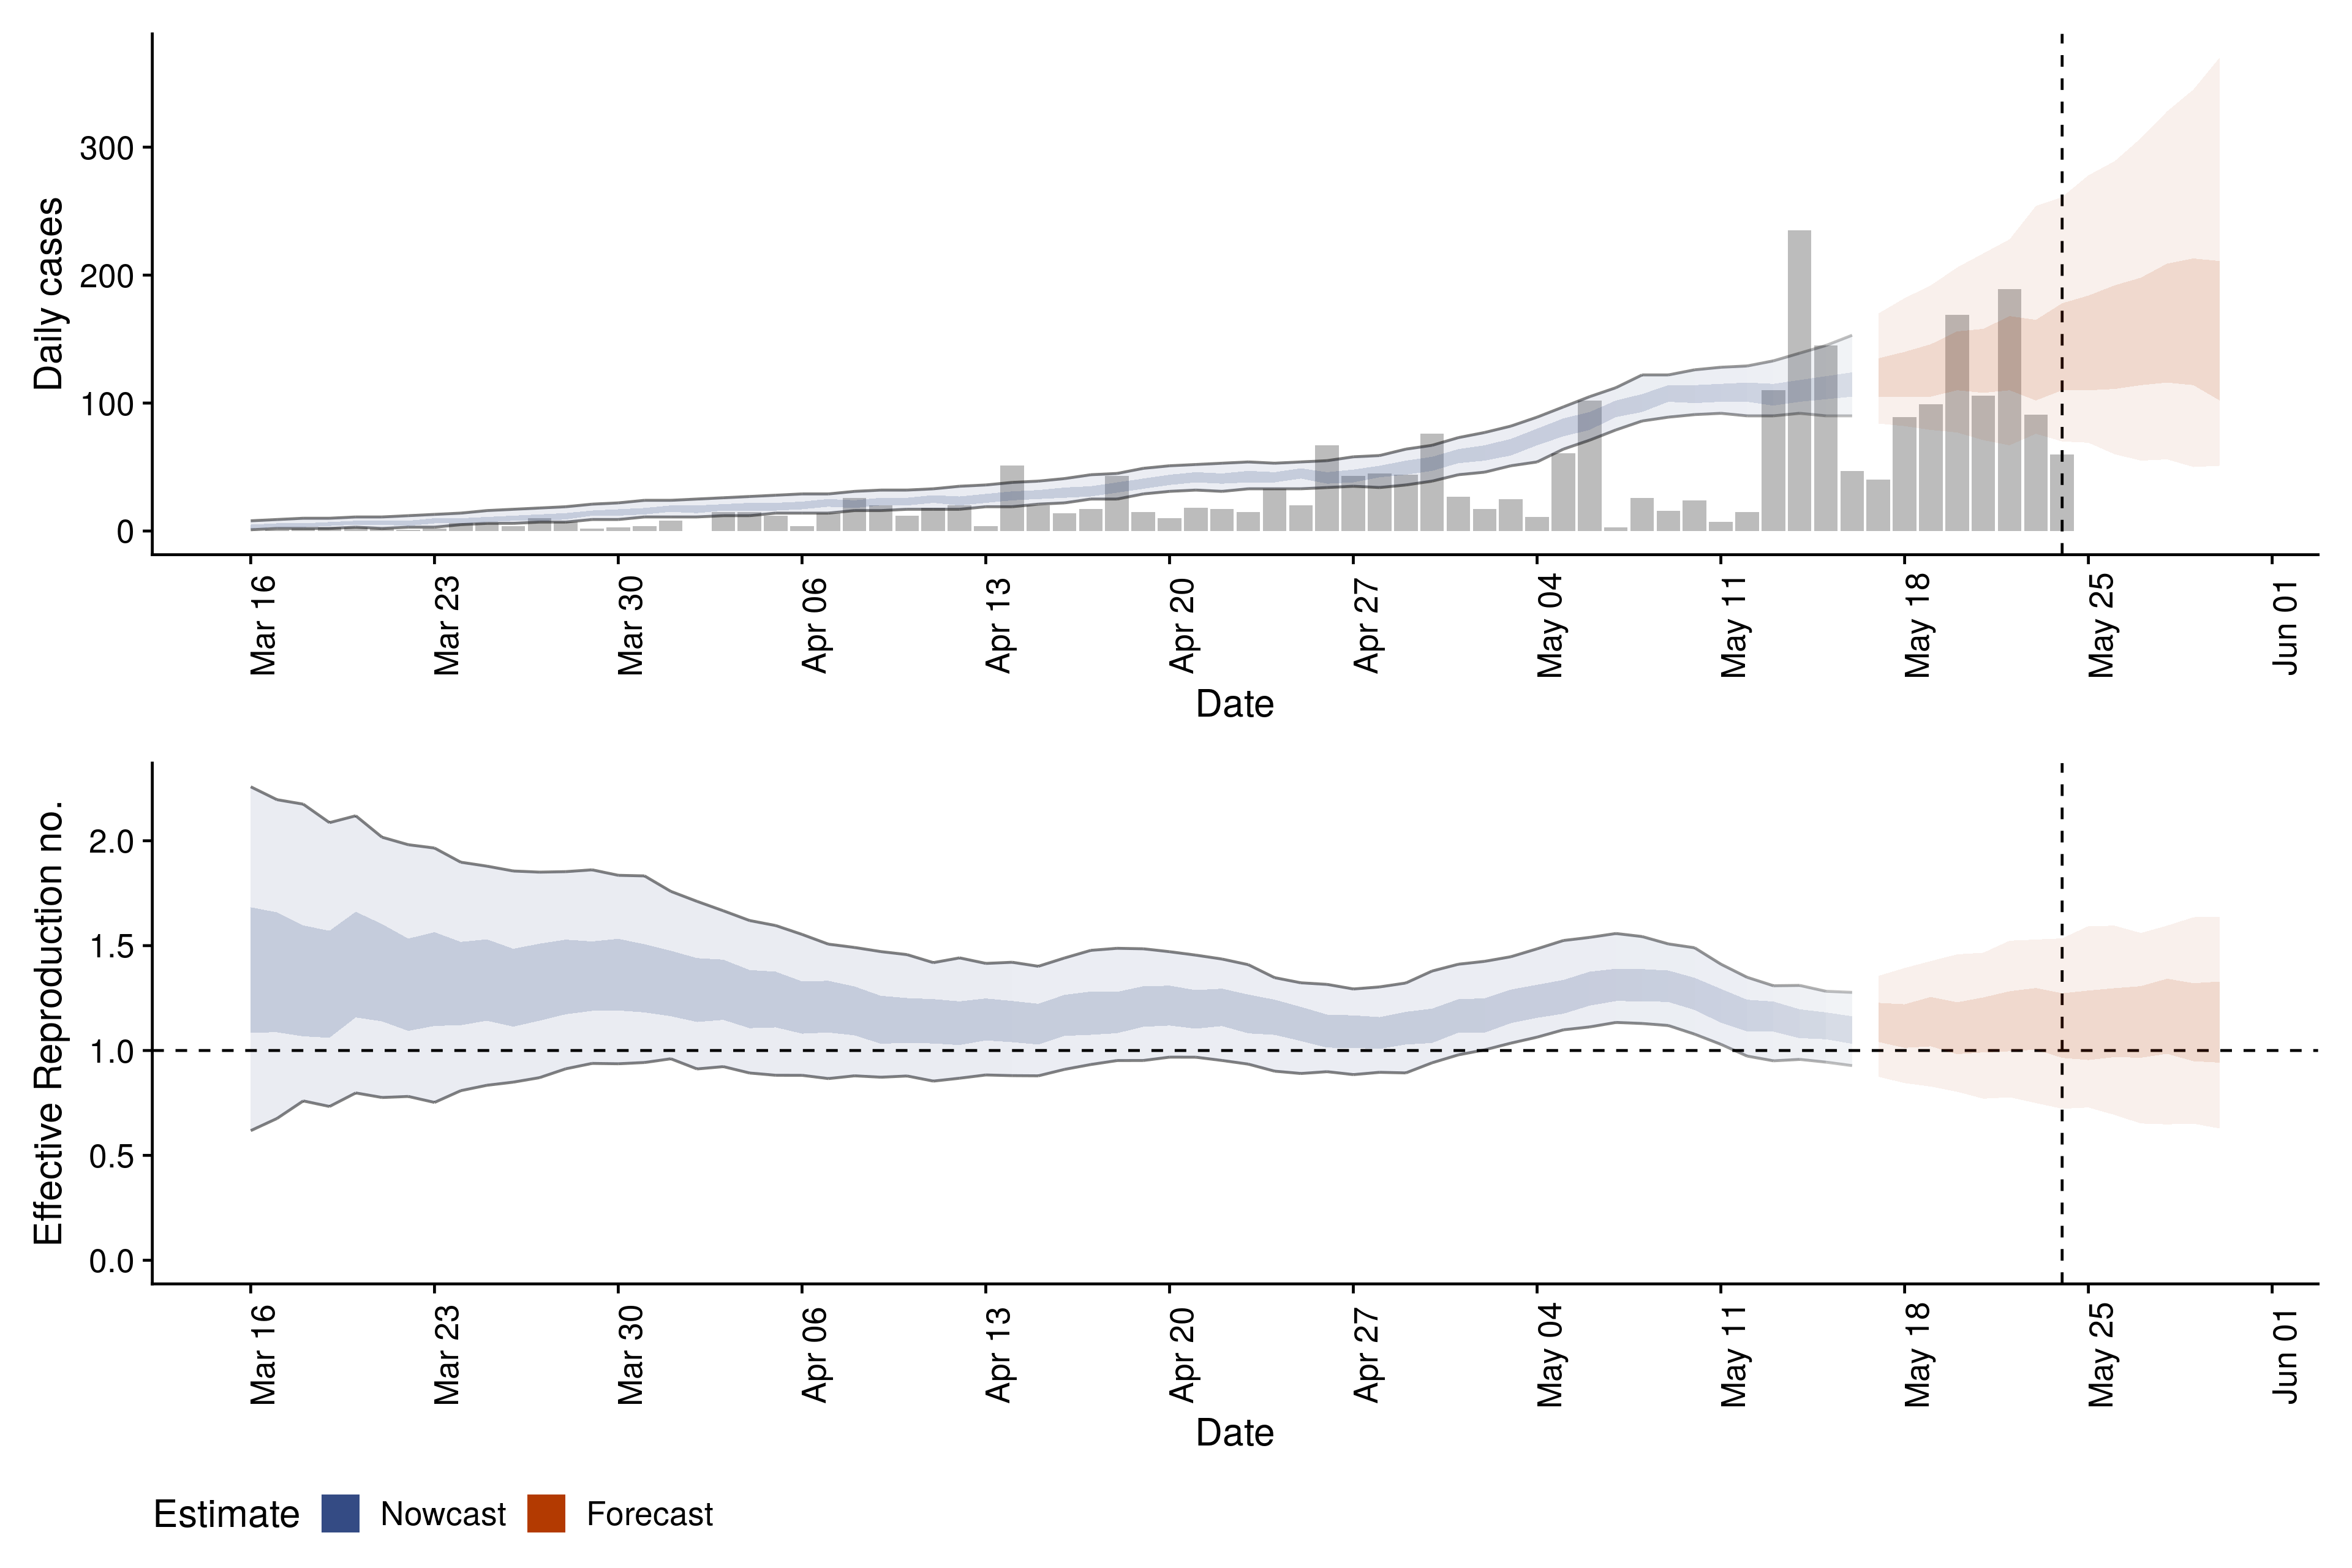 Daily cases
300
200
100
0
Mar 16
Mar 23
Mar 30
Apr 06
Apr 13
Apr 20
Apr 27
May 04
May 11
May 18
May 25
Jun 01
Date
Effective Reproduction no.
2.0
1.5
1.0
0.5
0.0
Mar 16
Mar 23
Mar 30
Apr 06
Apr 13
Apr 20
Apr 27
May 04
May 11
May 18
May 25
Jun 01
Date
Estimate Nowcast Forecast